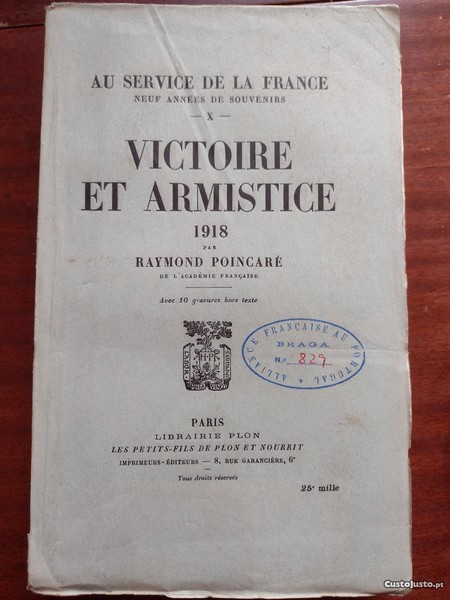 AU SERVICE DE LA FRANCE
NEUF ANNÉES DE SOUVENIRS
— X —
VICTOIRE
ET ARMISTICE
1918
PAR
RAYMOND POINCARÉ
DE L'ACADÉMIE FRANÇAISE
Avec 10 gravures hors texte
LABOR
IMPROBUS
ALLIANCE FRANÇAISE AU PORTUGAL
BRAGA
N.º 829
PARIS
LIBRAIRIE PLON
LES PETITS-FILS DE PLON ET NOURRIT
IMPRIMEURS-ÉDITEURS — 8, RUE GARANCIÈRE, 6e
Tous droits réservés
25e mille
CustoJusto.pt